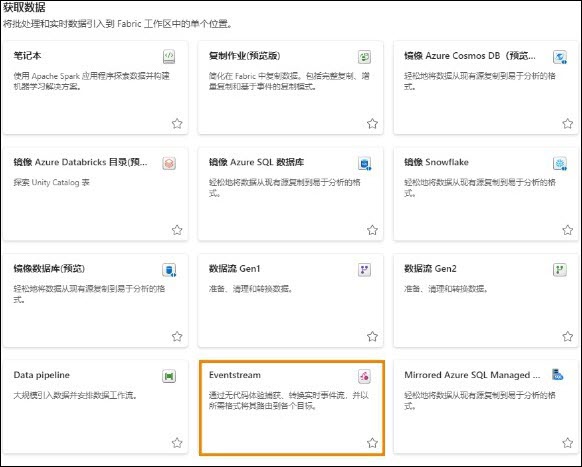 获取数据
将批处理和实时数据引入到 Fabric 工作区中的单个位置。
笔记本
使用 Apache Spark 应用程序探索数据并构建
机器学习解决方案。
复制作业(预览版)
简化在 Fabric 中复制数据。包括完整复制、增
量复制和基于事件的复制模式。
镜像 Azure Cosmos DB（预览...
轻松地将数据从现有源复制到易于分析的格
式。
镜像 Azure Databricks 目录(预...
探索 Unity Catalog 表
镜像 Azure SQL 数据库
轻松地将数据从现有源复制到易于分析的格
式。
镜像 Snowflake
轻松地将数据从现有源复制到易于分析的格
式。
镜像数据库(预览)
轻松地将数据从现有源复制到易于分析的格
式。
数据流 Gen1
准备、清理和转换数据。
数据流 Gen2
准备、清理和转换数据。
Data pipeline
大规模引入数据并安排数据工作流。
Eventstream
通过无代码体验捕获、转换实时事件流，并以
所需格式将其路由到各个目标。
Mirrored Azure SQL Managed ...
轻松地将数据从现有源复制到易于分析的格
式。